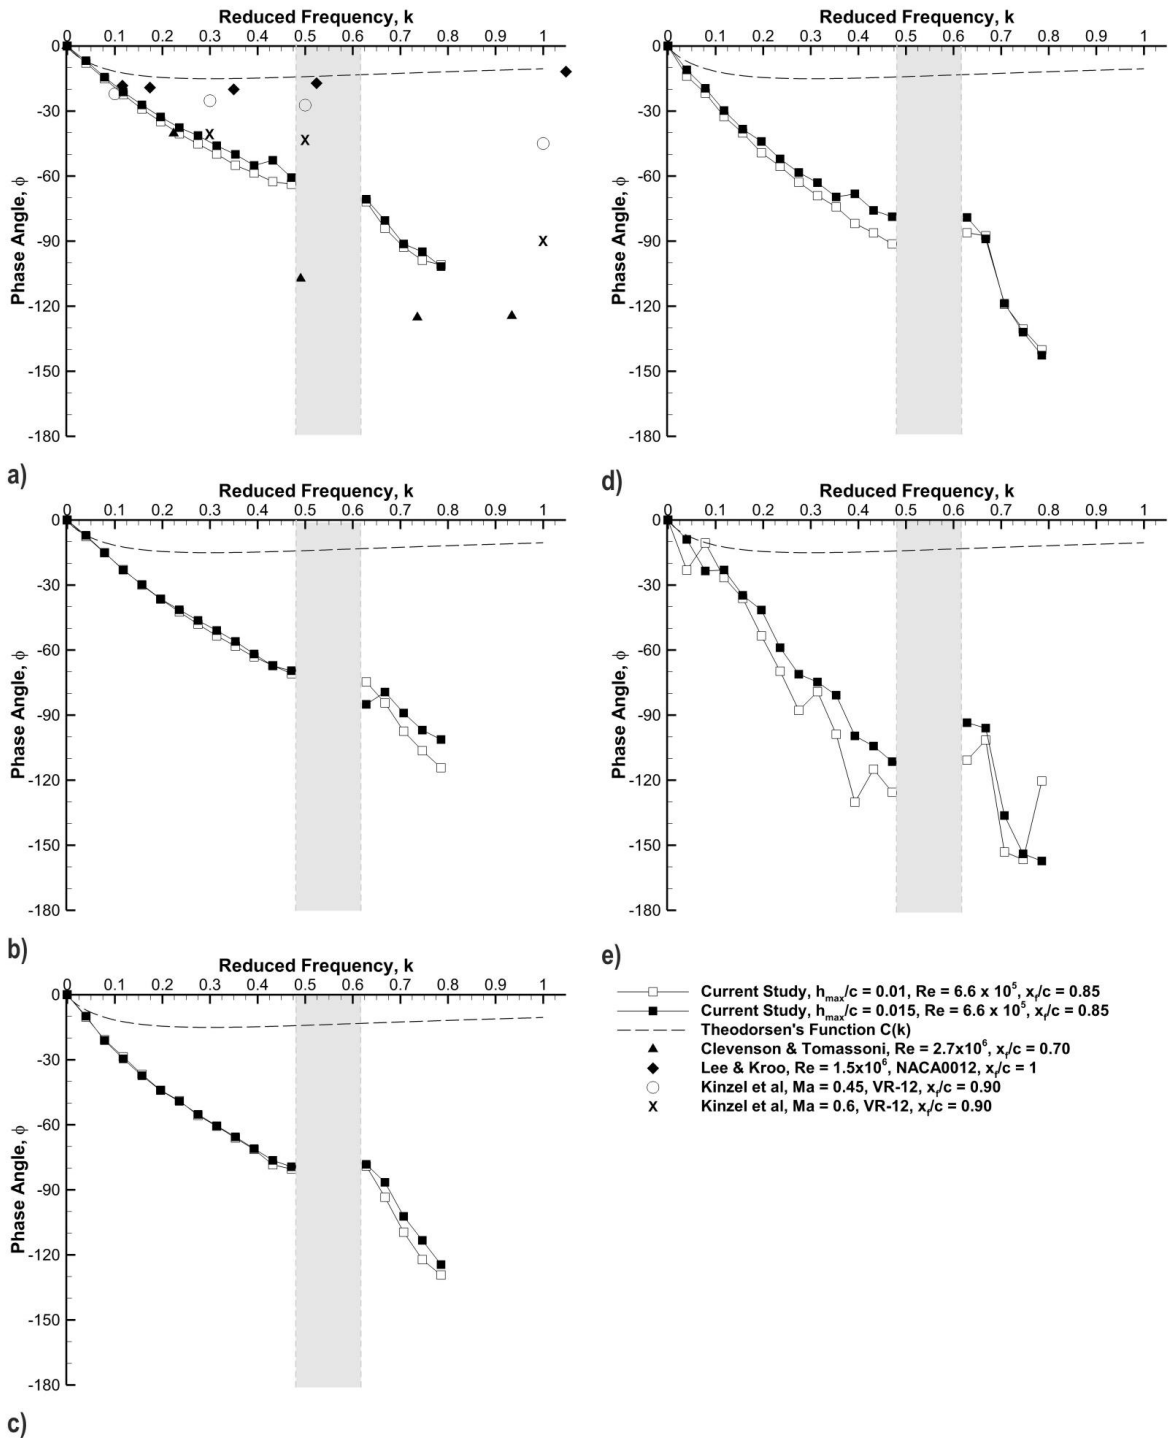 Reduced Frequency, k
0 0.1 0.2 0.3 0.4 0.5 0.6 0.7 0.8 0.9 1
0
-30
-60
-90
-120
-150
-180
Phase Angle, ϕ
a)
Reduced Frequency, k
0 0.1 0.2 0.3 0.4 0.5 0.6 0.7 0.8 0.9 1
0
-30
-60
-90
-120
-150
-180
Phase Angle, ϕ
b)
Reduced Frequency, k
0 0.1 0.2 0.3 0.4 0.5 0.6 0.7 0.8 0.9 1
0
-30
-60
-90
-120
-150
-180
Phase Angle, ϕ
c)
Reduced Frequency, k
0 0.1 0.2 0.3 0.4 0.5 0.6 0.7 0.8 0.9 1
0
-30
-60
-90
-120
-150
-180
Phase Angle, ϕ
d)
Reduced Frequency, k
0 0.1 0.2 0.3 0.4 0.5 0.6 0.7 0.8 0.9 1
0
-30
-60
-90
-120
-150
-180
Phase Angle, ϕ
e)
Current Study, hmax/c = 0.01, Re = 6.6 x 10⁵, xf/c = 0.85
Current Study, hmax/c = 0.015, Re = 6.6 x 10⁵, xf/c = 0.85
Theodorsen's Function C(k)
Clevenson & Tomassoni, Re = 2.7x10⁶, xf/c = 0.70
Lee & Kroo, Re = 1.5x10⁶, NACA0012, xf/c = 1
Kinzel et al, Ma = 0.45, VR-12, xf/c = 0.90
Kinzel et al, Ma = 0.6, VR-12, xf/c = 0.90